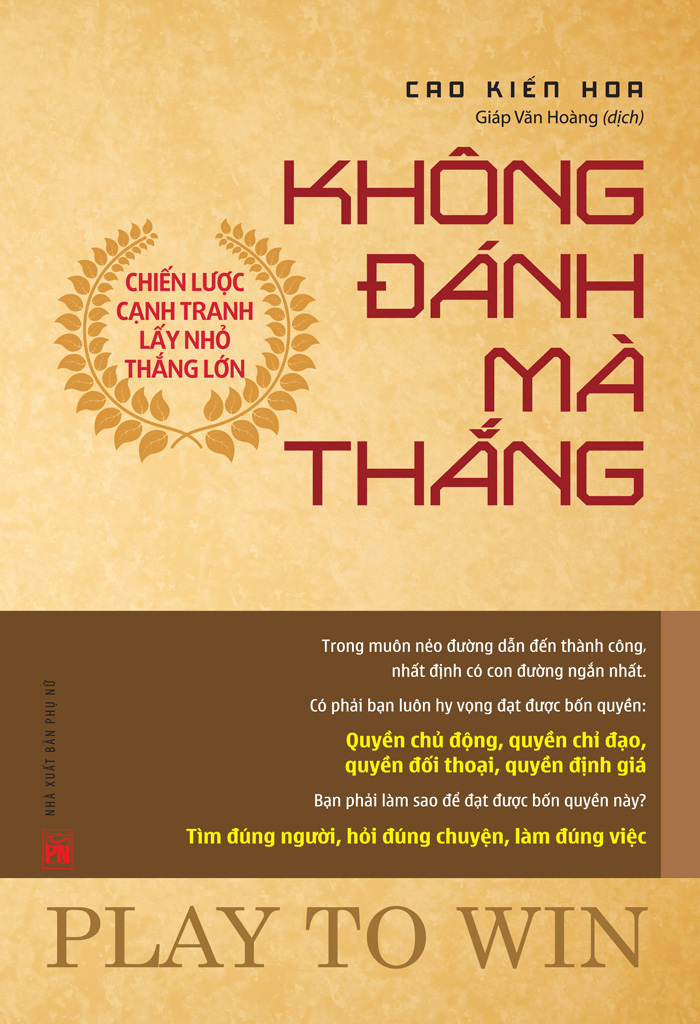 CAO KIẾN HOA
Giáp Văn Hoàng (dịch)
KHÔNG
ĐÁNH
MÀ
THẮNG
CHIẾN LƯỢC
CẠNH TRANH
LẤY NHỎ
THẮNG LỚN
Trong muôn nẻo đường dẫn đến thành công,
nhất định có con đường ngắn nhất.
Có phải bạn luôn hy vọng đạt được bốn quyền:
Quyền chủ động, quyền chỉ đạo,
quyền đối thoại, quyền định giá
Bạn phải làm sao để đạt được bốn quyền này?
Tìm đúng người, hỏi đúng chuyện, làm đúng việc
NHÀ XUẤT BẢN PHỤ NỮ
PN
PLAY TO WIN